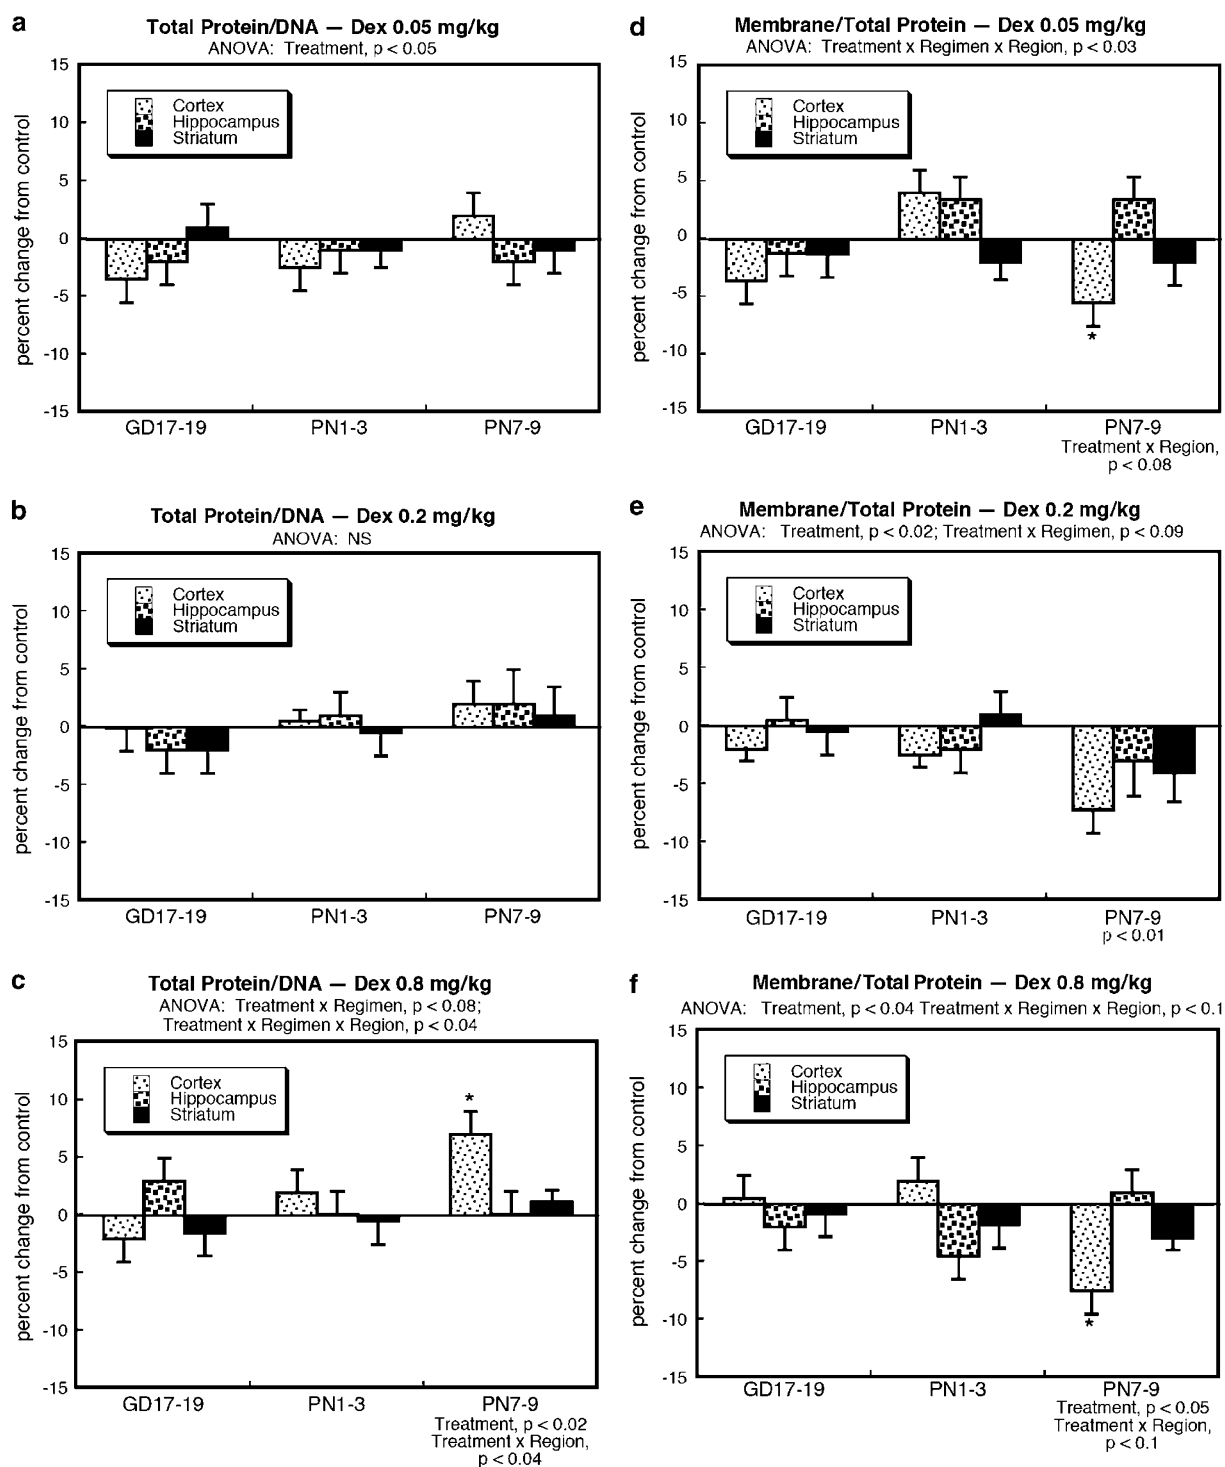 a
Total Protein/DNA — Dex 0.05 mg/kg
ANOVA: Treatment, p < 0.05
percent change from control
15
10
5
0
-5
-10
-15
Cortex
Hippocampus
Striatum
GD17-19
PN1-3
PN7-9
d
Membrane/Total Protein — Dex 0.05 mg/kg
ANOVA: Treatment x Regimen x Region, p < 0.03
percent change from control
15
10
5
0
-5
-10
-15
Cortex
Hippocampus
Striatum
*
GD17-19
PN1-3
PN7-9
Treatment x Region,
p < 0.08
b
Total Protein/DNA — Dex 0.2 mg/kg
ANOVA: NS
percent change from control
15
10
5
0
-5
-10
-15
Cortex
Hippocampus
Striatum
GD17-19
PN1-3
PN7-9
e
Membrane/Total Protein — Dex 0.2 mg/kg
ANOVA: Treatment, p < 0.02; Treatment x Regimen, p < 0.09
percent change from control
15
10
5
0
-5
-10
-15
Cortex
Hippocampus
Striatum
GD17-19
PN1-3
PN7-9
p < 0.01
c
Total Protein/DNA — Dex 0.8 mg/kg
ANOVA: Treatment x Regimen, p < 0.08;
Treatment x Regimen x Region, p < 0.04
percent change from control
15
10
5
0
-5
-10
-15
Cortex
Hippocampus
Striatum
*
GD17-19
PN1-3
PN7-9
Treatment, p < 0.02
Treatment x Region,
p < 0.04
f
Membrane/Total Protein — Dex 0.8 mg/kg
ANOVA: Treatment, p < 0.04 Treatment x Regimen x Region, p < 0.1
percent change from control
15
10
5
0
-5
-10
-15
Cortex
Hippocampus
Striatum
*
GD17-19
PN1-3
PN7-9
Treatment, p < 0.05
Treatment x Region,
p < 0.1